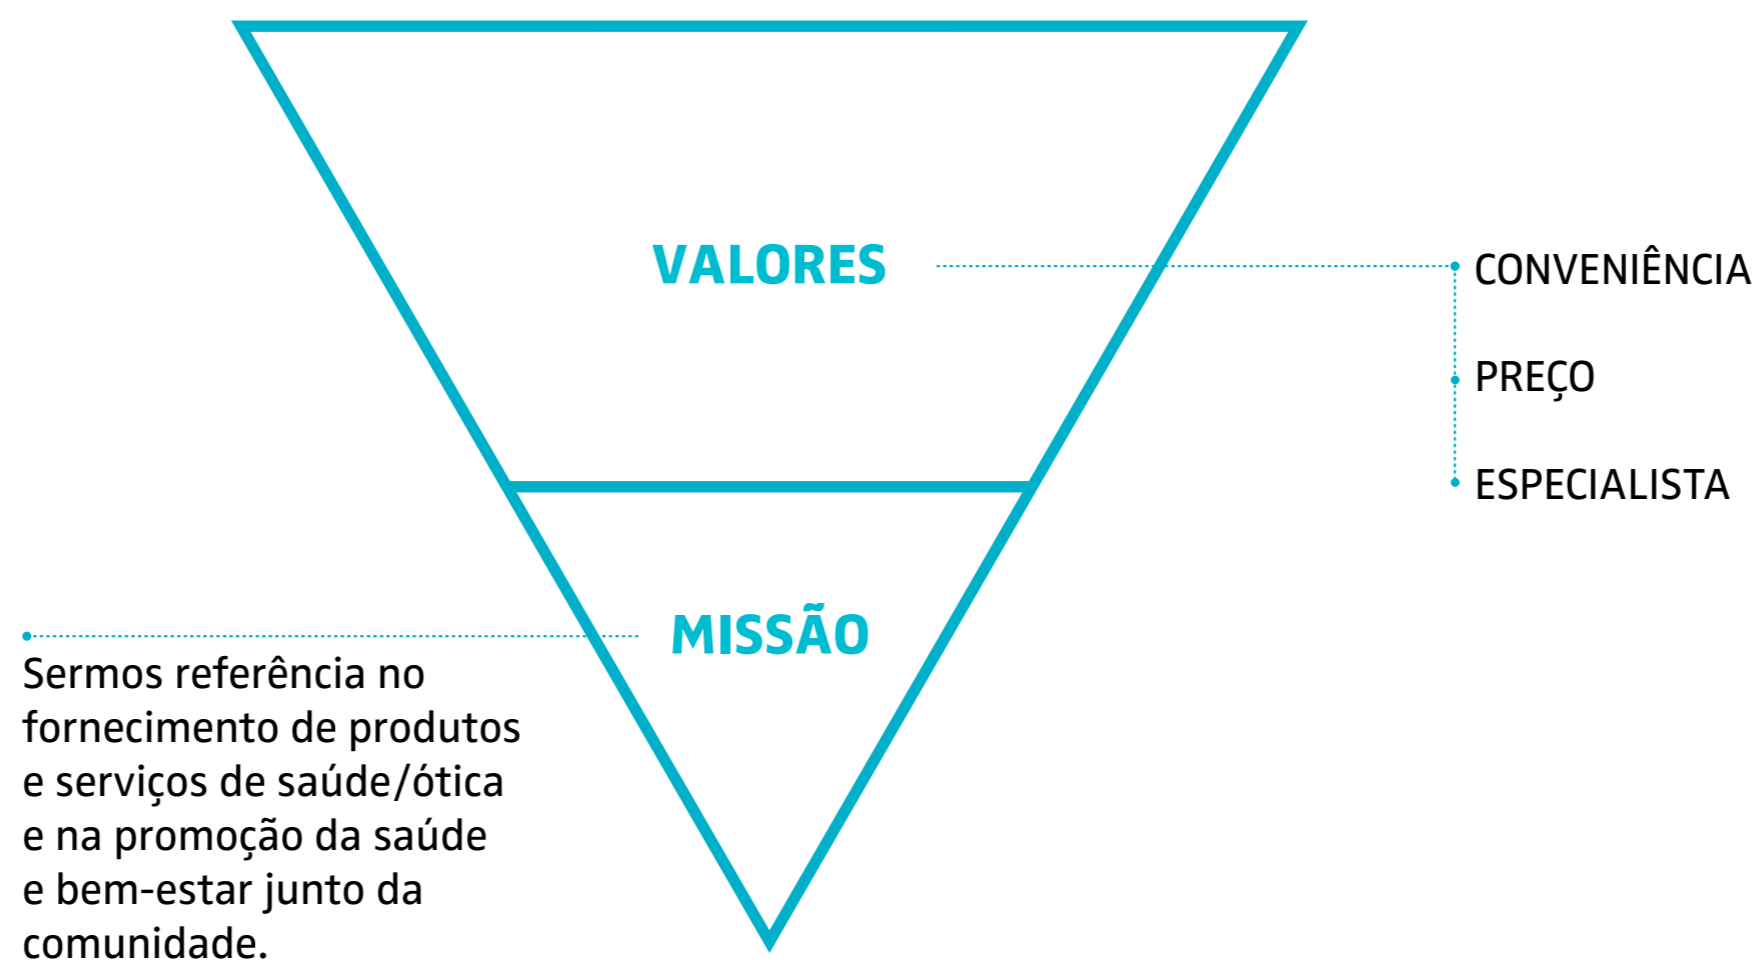 VALORES
CONVENIÊNCIA
PREÇO
ESPECIALISTA
MISSÃO
Sermos referência no
fornecimento de produtos
e serviços de saúde/ótica
e na promoção da saúde
e bem-estar junto da
comunidade.